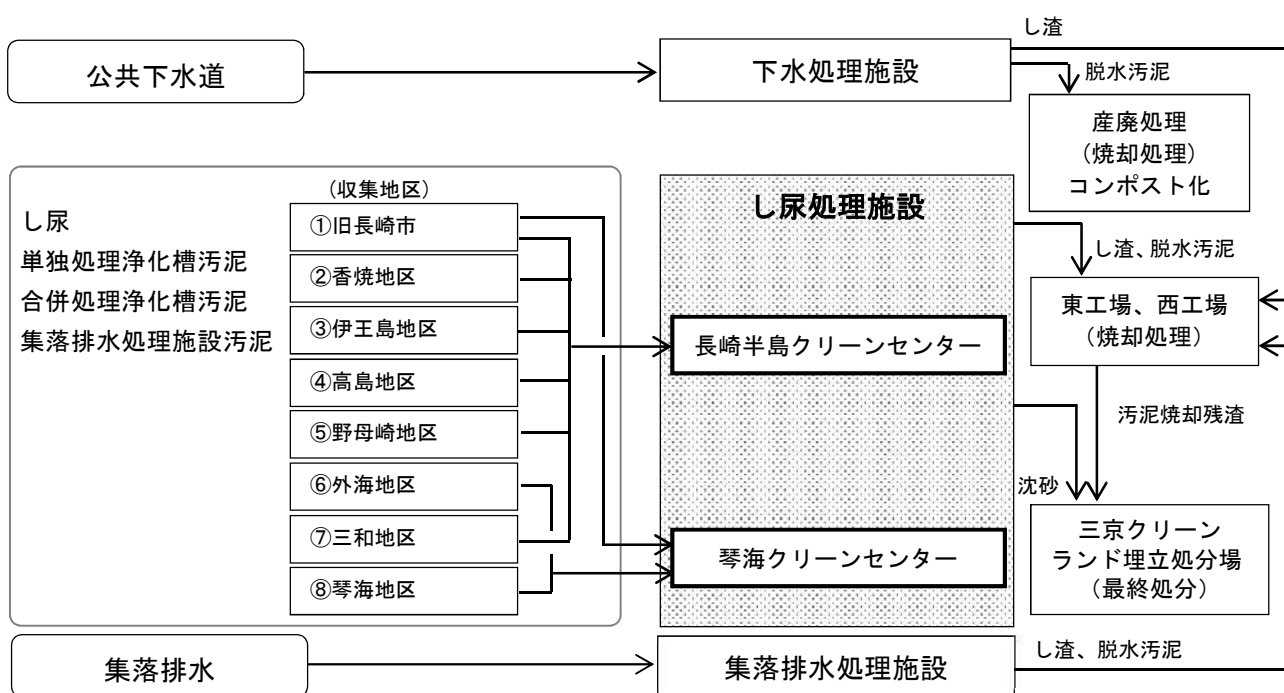 し渣
公共下水道
下水処理施設
脱水汚泥
産廃処理
(焼却処理)
コンポスト化
(収集地区)
し尿
単独処理浄化槽汚泥
合併処理浄化槽汚泥
集落排水処理施設汚泥
①旧長崎市
②香焼地区
③伊王島地区
④高島地区
⑤野母崎地区
⑥外海地区
⑦三和地区
⑧琴海地区
し尿処理施設
長崎半島クリーンセンター
琴海クリーンセンター
し渣、脱水汚泥
東工場、西工場
(焼却処理)
汚泥焼却残渣
沈砂
三京クリーン
ランド埋立処分場
(最終処分)
集落排水
集落排水処理施設
し渣、脱水汚泥